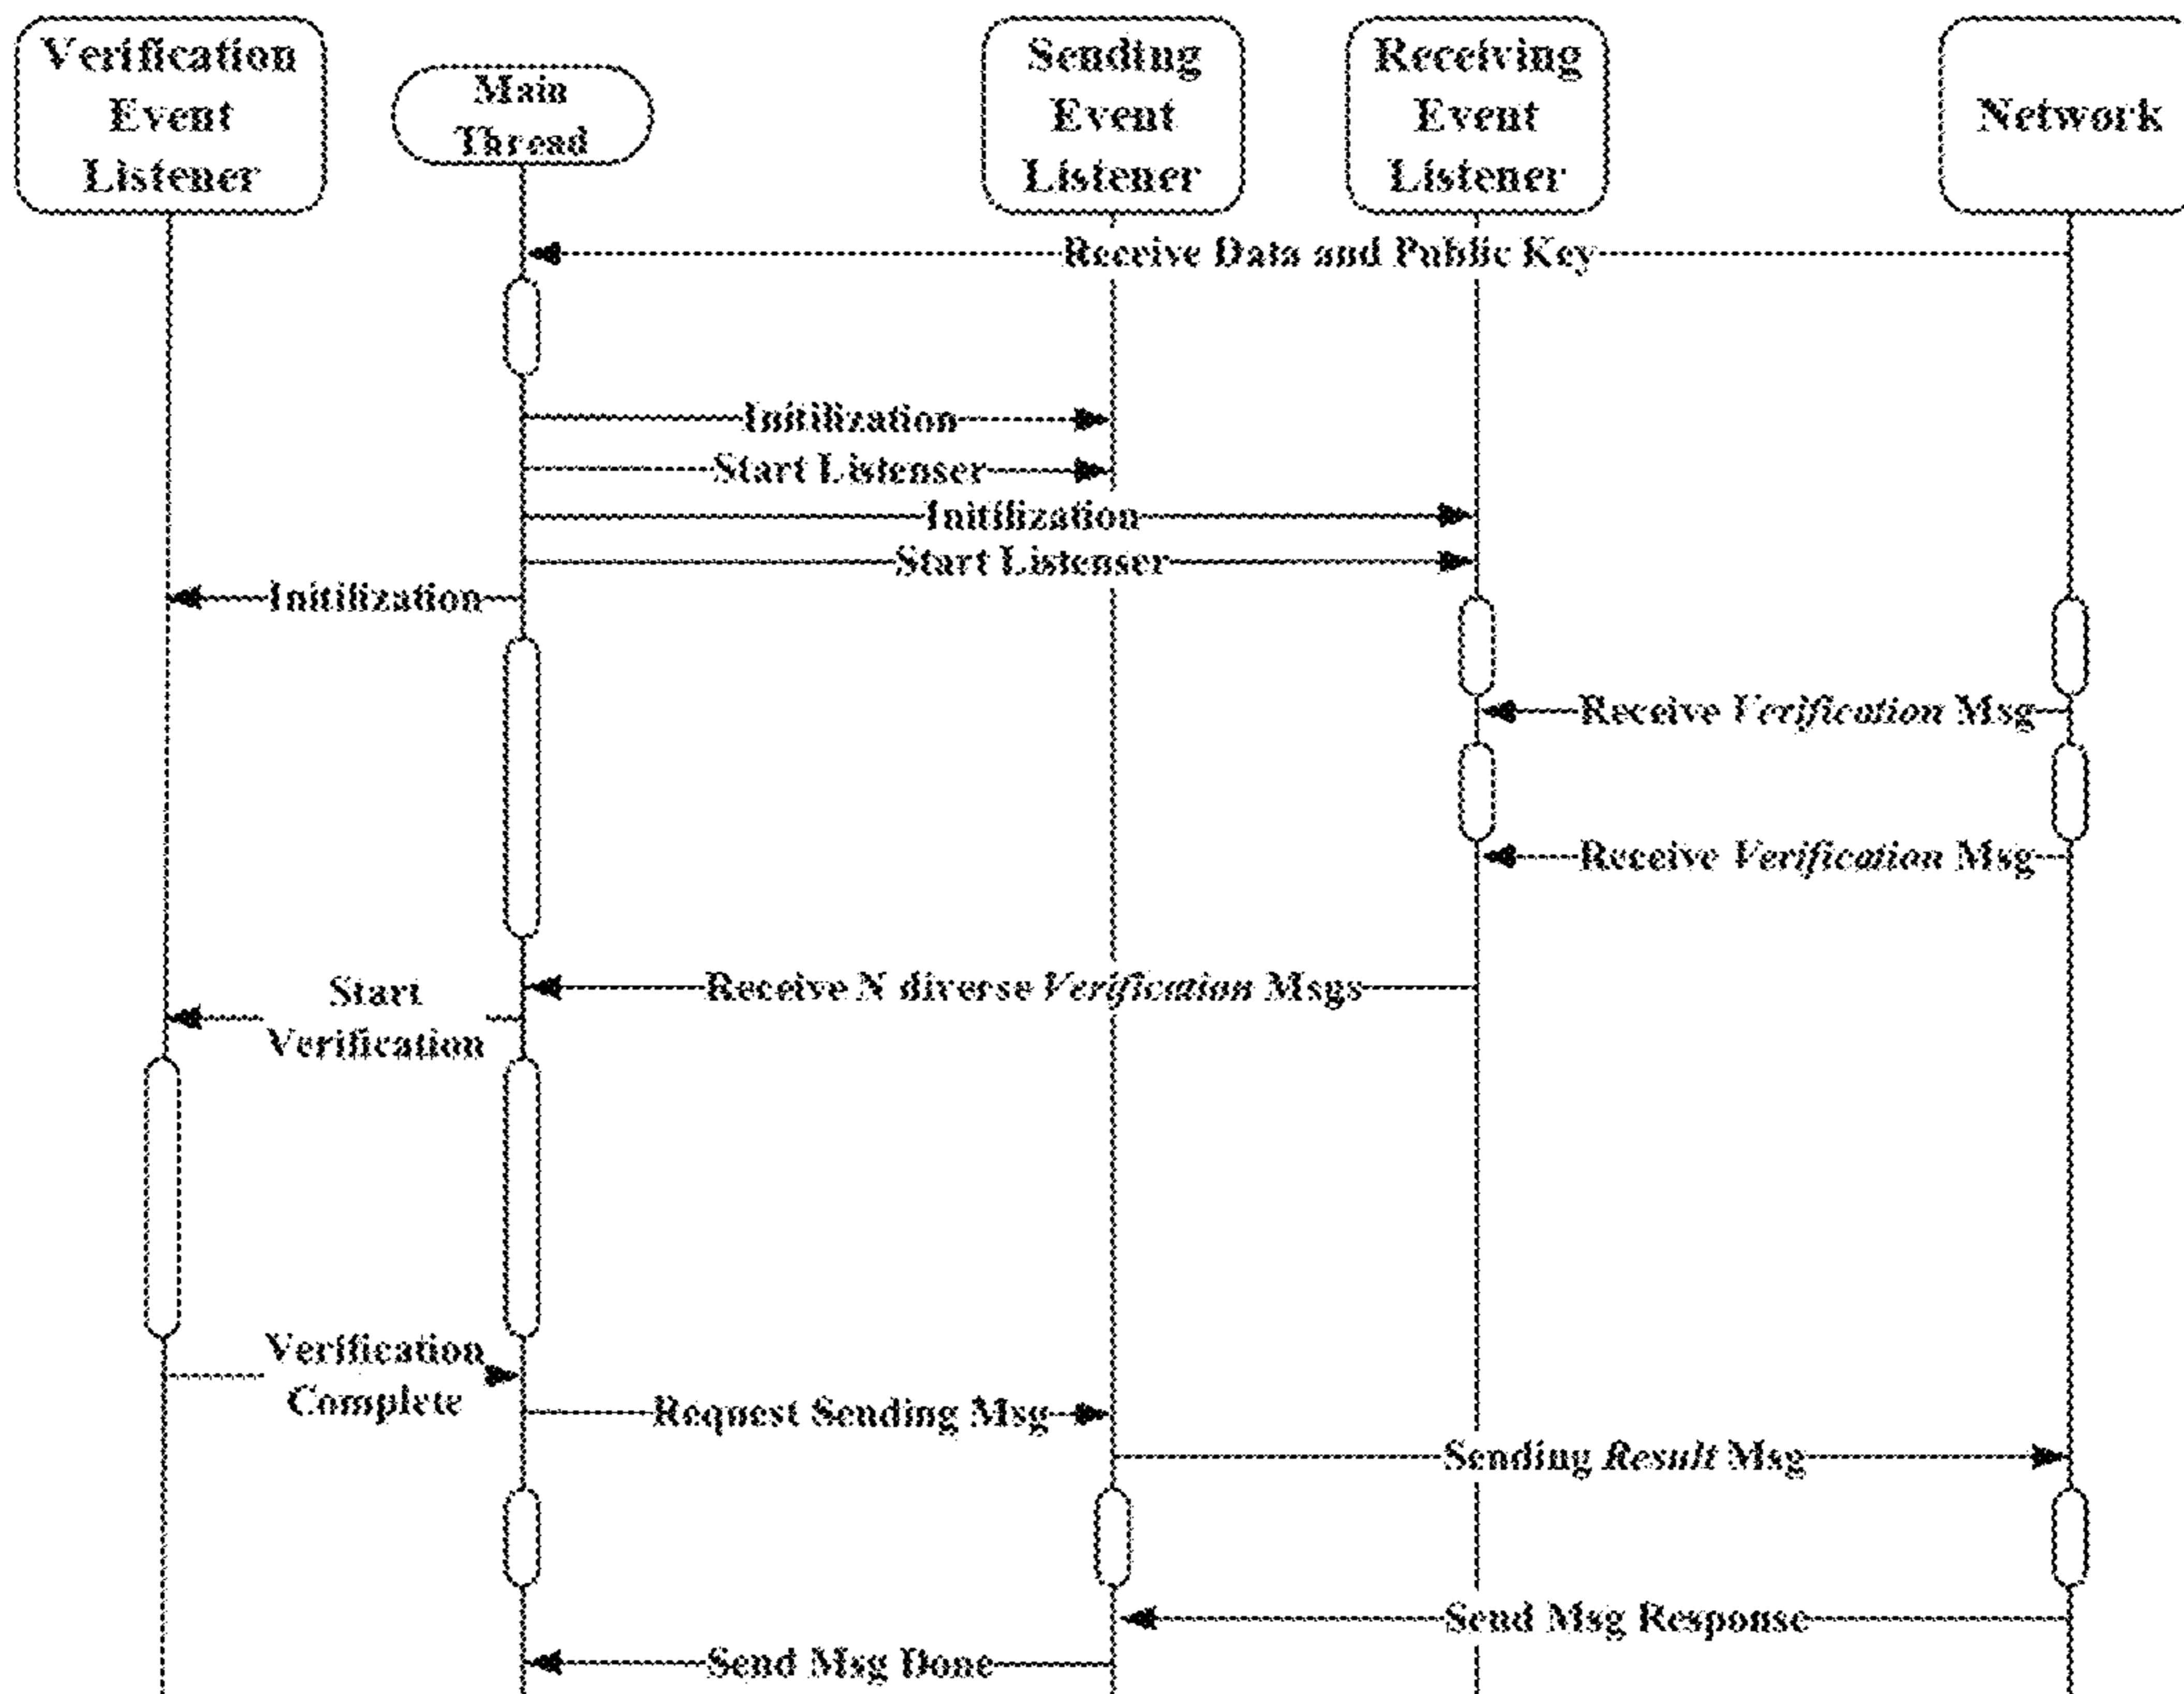 Verification
Event
Listener
Main
Thread
Sending
Event
Listener
Receiving
Event
Listener
Network
Receive Data and Public Key
Initilization
Start Listenser
Initilization
Start Listenser
Initilization
Receive Verification Msg
Receive Verification Msg
Receive N diverse Verification Msgs
Start
Verification
Verification
Complete
Request Sending Msg
Sending Result Msg
Send Msg Response
Send Msg Done